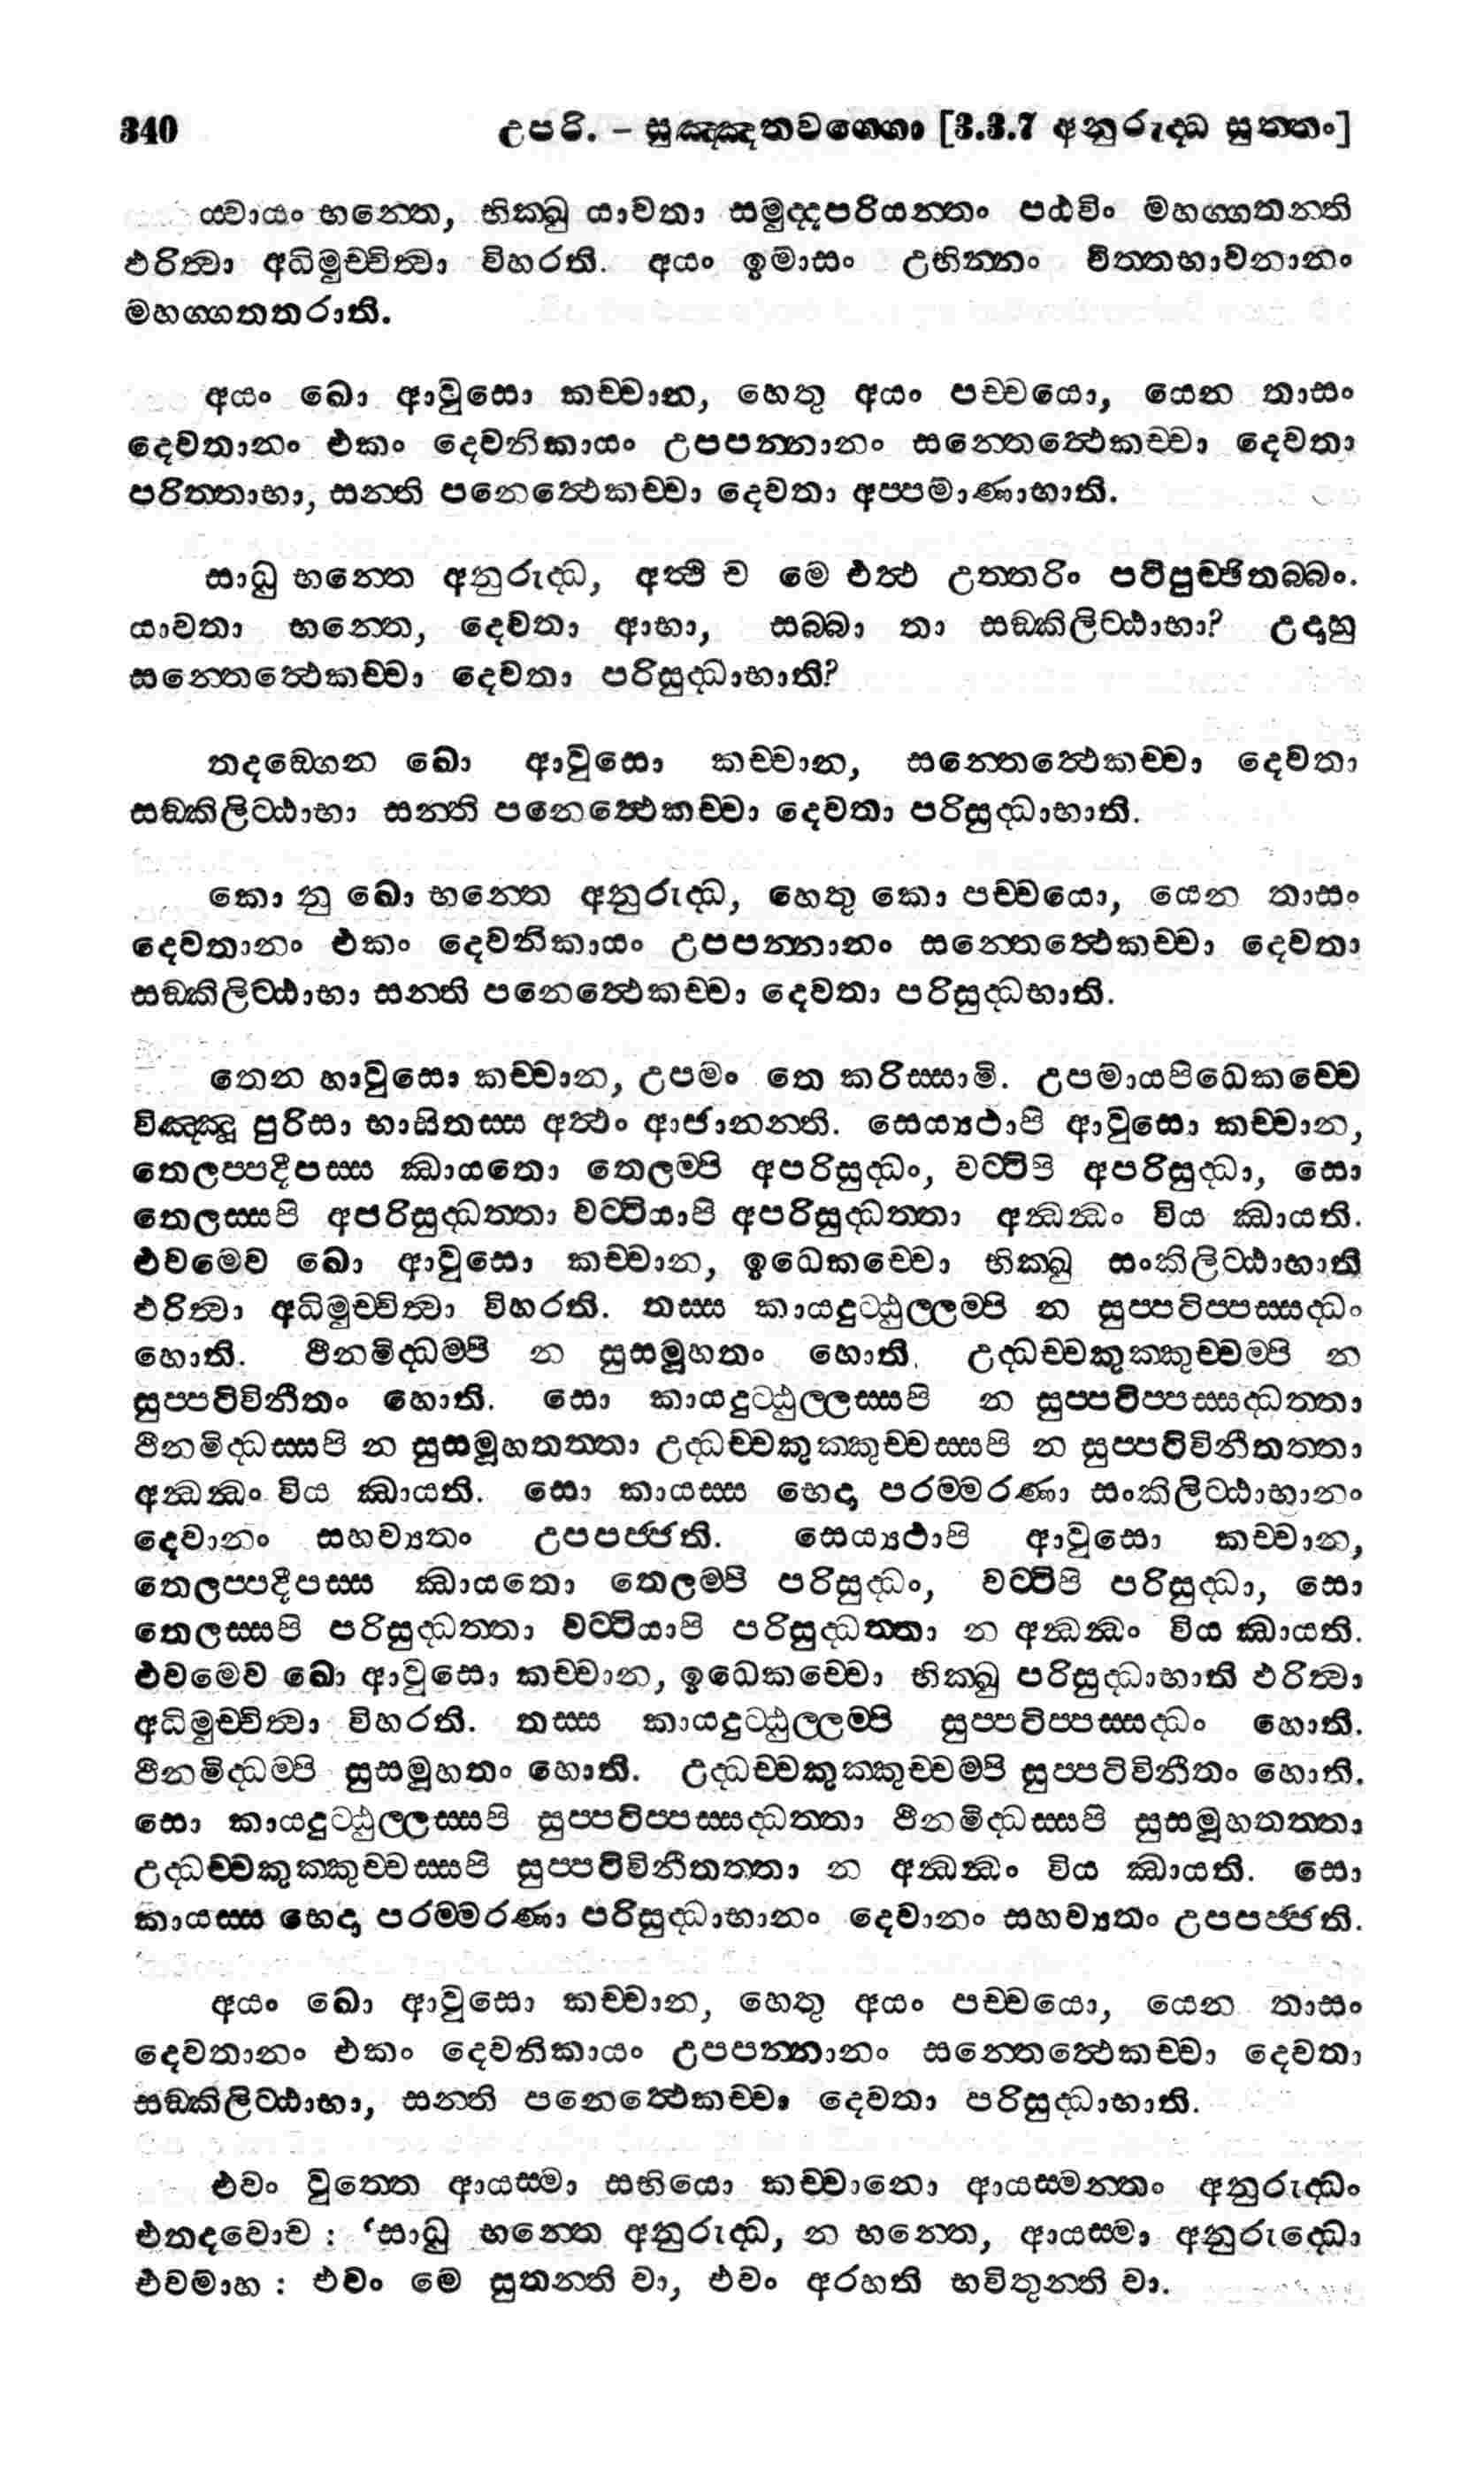 340 උපරි. – සුඤ්ඤතවග්ගො [3.3.7 අනුරුද්ධ සුත්තං]
ය්වායං භන්තෙ, භික්ඛු යාවතා සමුද්දපරියන්තං පඨවිං මහග්ගතන්ති
ඵරිත්වා අධිමුච්චිත්වා විහරති. අයං ඉමාසං උභින්නං චිත්තභාවනානං
මහග්ගතතරාති.
අයං ඛො ආවුසො කච්චාන, හෙතු අයං පච්චයො, යෙන තාසං
දෙවතානං එකං දෙවනිකායං උපපන්නානං සන්තෙත්ථෙකච්චා දෙවතා
පරිත්තාභා, සන්ති පනෙත්ථෙකච්චා දෙවතා අප්පමාණාභාති.
සාධු භන්තෙ අනුරුද්ධ, අත්ථි ච මෙ එත්ථ උත්තරිං පටිපුච්ඡිතබ්බං.
යාවතා භන්තෙ, දෙවතා ආභා, සබ්බා තා සඞ්කිලිට්ඨාභා? උදාහු
සන්තෙත්ථෙකච්චා දෙවතා පරිසුද්ධාභාති?
තදඞ්ගෙන ඛො ආවුසො කච්චාන, සන්තෙත්ථෙකච්චා දෙවතා
සඞ්කිලිට්ඨාභා සන්ති පනෙත්ථෙකච්චා දෙවතා පරිසුද්ධාභාති.
කො නු ඛො භන්තෙ අනුරුද්ධ, හෙතු කො පච්චයො, යෙන තාසං
දෙවතානං එකං දෙවනිකායං උපපන්නානං සන්තෙත්ථෙකච්චා දෙවතා
සඞ්කිලිට්ඨාභා සන්ති පනෙත්ථෙකච්චා දෙවතා පරිසුද්ධභාති.
තෙන හාවුසො කච්චාන, උපමං තෙ කරිස්සාමි. උපමායපිධෙකච්චෙ
විඤ්ඤූ පුරිසා භාසිතස්ස අත්ථං ආජානන්ති. සෙය්‍යථාපි ආවුසො කච්චාන,
තෙලප්පදීපස්ස ඣායතො තෙලම්පි අපරිසුද්ධං, වට්ටිපි අපරිසුද්ධා, සො
තෙලස්සපි අපරිසුද්ධත්තා වට්ටියාපි අපරිසුද්ධත්තා අන්ධන්ධං විය ඣායති.
එවමෙව ඛො ආවුසො කච්චාන, ඉධෙකච්චො භික්ඛු සංකිලිට්ඨාභාති
ඵරිත්වා අධිමුච්චිත්වා විහරති. තස්ස කායදුට්ඨුල්ලම්පි න සුප්පටිප්පස්සද්ධං
හොති. ථීනමිද්ධම්පි න සුසමූහතං හොති, උද්ධච්චකුක්කුච්චම්පි න
සුප්පටිවිනීතං හොති. සො කායදුට්ඨුල්ලස්සපි න සුප්පටිප්පස්සද්ධත්තා
ථීනමිද්ධස්සපි න සුසමූහතත්තා උද්ධච්චකුක්කුච්චස්සපි න සුප්පටිවිනීතත්තා
අන්ධන්ධං විය ඣායති. සො කායස්ස භෙදා පරම්මරණා සංකිලිට්ඨාභානං
දෙවානං සහව්‍යතං උපපජ්ජති. සෙය්‍යථාපි ආවුසො කච්චාන,
තෙලප්පදීපස්ස ඣායතො තෙලම්පි පරිසුද්ධං, වට්ටිපි පරිසුද්ධා, සො
තෙලස්සපි පරිසුද්ධත්තා වට්ටියාපි පරිසුද්ධත්තා න අන්ධන්ධං විය ඣායති.
එවමෙව ඛො ආවුසො කච්චාන, ඉධෙකච්චො භික්ඛු පරිසුද්ධාභාති ඵරිත්වා
අධිමුච්චිත්වා විහරති. තස්ස කායදුට්ඨුල්ලම්පි සුප්පටිප්පස්සද්ධං හොති.
ථීනමිද්ධම්පි සුසමූහතං හොති. උද්ධච්චකුක්කුච්චම්පි සුප්පටිවිනීතං හොති.
සො කායදුට්ඨුල්ලස්සපි සුප්පටිප්පස්සද්ධත්තා ථීනමිද්ධස්සපි සුසමූහතත්තා
උද්ධච්චකුක්කුච්චස්සපි සුප්පටිවිනීතත්තා න අන්ධන්ධං විය ඣායති. සො
කායස්ස භෙදා පරම්මරණා පරිසුද්ධාභානං දෙවානං සහව්‍යතං උපපජ්ජති.
අයං ඛො ආවුසො කච්චාන, හෙතු අයං පච්චයො, යෙන තාසං
දෙවතානං එකං දෙවනිකායං උපපන්නානං සන්තෙත්ථෙකච්චා දෙවතා
සඞ්කිලිට්ඨාභා, සන්ති පනෙත්ථෙකච්චා දෙවතා පරිසුද්ධාභාති.
එවං වුත්තෙ ආයස්මා සභියො කච්චානො ආයස්මන්තං අනුරුද්ධං
එතදවොච : ‘සාධු භන්තෙ අනුරුද්ධ, න භන්තෙ, ආයස්මා අනුරුද්ධො
එවමාහ : එවං මෙ සුතන්ති වා, එවං අරහති භවිතුන්ති වා.